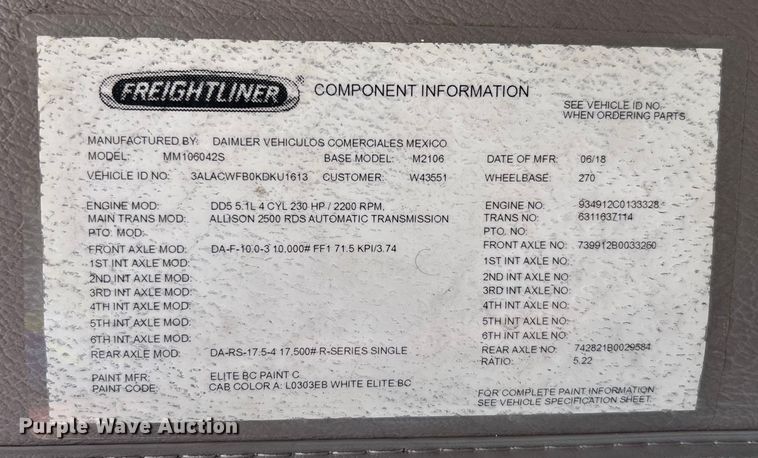 FREIGHTLINER ® COMPONENT INFORMATION
SEE VEHICLE ID NO.
WHEN ORDERING PARTS
MANUFACTURED BY: DAIMLER VEHICULOS COMERCIALES MEXICO
MODEL: MM106042S BASE MODEL: M2106 DATE OF MFR: 06/18
VEHICLE ID NO: 3ALACWFB0KDKU1613 CUSTOMER: W43551 WHEELBASE: 270
ENGINE MOD: DD5 5.1L 4 CYL 230 HP / 2200 RPM, ENGINE NO: 934912C0133328
MAIN TRANS MOD: ALLISON 2500 RDS AUTOMATIC TRANSMISSION TRANS NO: 6311637114
PTO. MOD: PTO. NO:
FRONT AXLE MOD: DA-F-10.0-3 10,000# FF1 71.5 KPI/3.74 FRONT AXLE NO: 739912B0033260
1ST INT AXLE MOD: 1ST INT AXLE NO:
2ND INT AXLE MOD: 2ND INT AXLE NO:
3RD INT AXLE MOD: 3RD INT AXLE NO:
4TH INT AXLE MOD: 4TH INT AXLE NO:
5TH INT AXLE MOD: 5TH INT AXLE NO:
6TH INT AXLE MOD: 6TH INT AXLE NO:
REAR AXLE MOD: DA-RS-17.5-4 17,500# R-SERIES SINGLE REAR AXLE NO: 742821B0029584
RATIO: 5.22
PAINT MFR: ELITE BC PAINT C
PAINT CODE: CAB COLOR A: L0303EB WHITE ELITE BC
FOR COMPLETE PAINT INFORMATION
SEE VEHICLE SPECIFICATION SHEET.
Purple Wave Auction